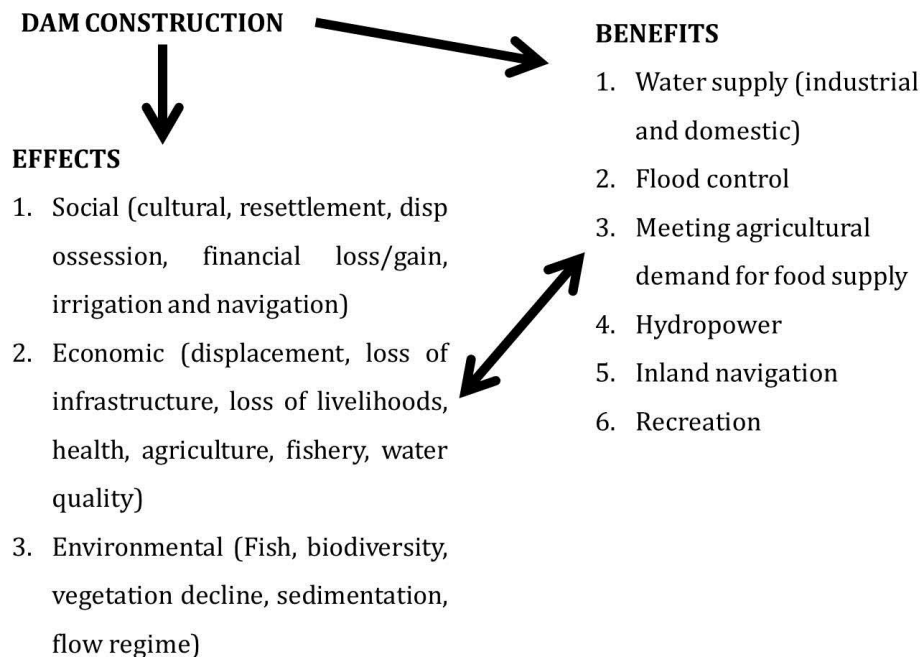 DAM CONSTRUCTION
EFFECTS
1. Social (cultural, resettlement, disp
ossession, financial loss/gain,
irrigation and navigation)
2. Economic (displacement, loss of
infrastructure, loss of livelihoods,
health, agriculture, fishery, water
quality)
3. Environmental (Fish, biodiversity,
vegetation decline, sedimentation,
flow regime)
BENEFITS
1. Water supply (industrial
and domestic)
2. Flood control
3. Meeting agricultural
demand for food supply
4. Hydropower
5. Inland navigation
6. Recreation